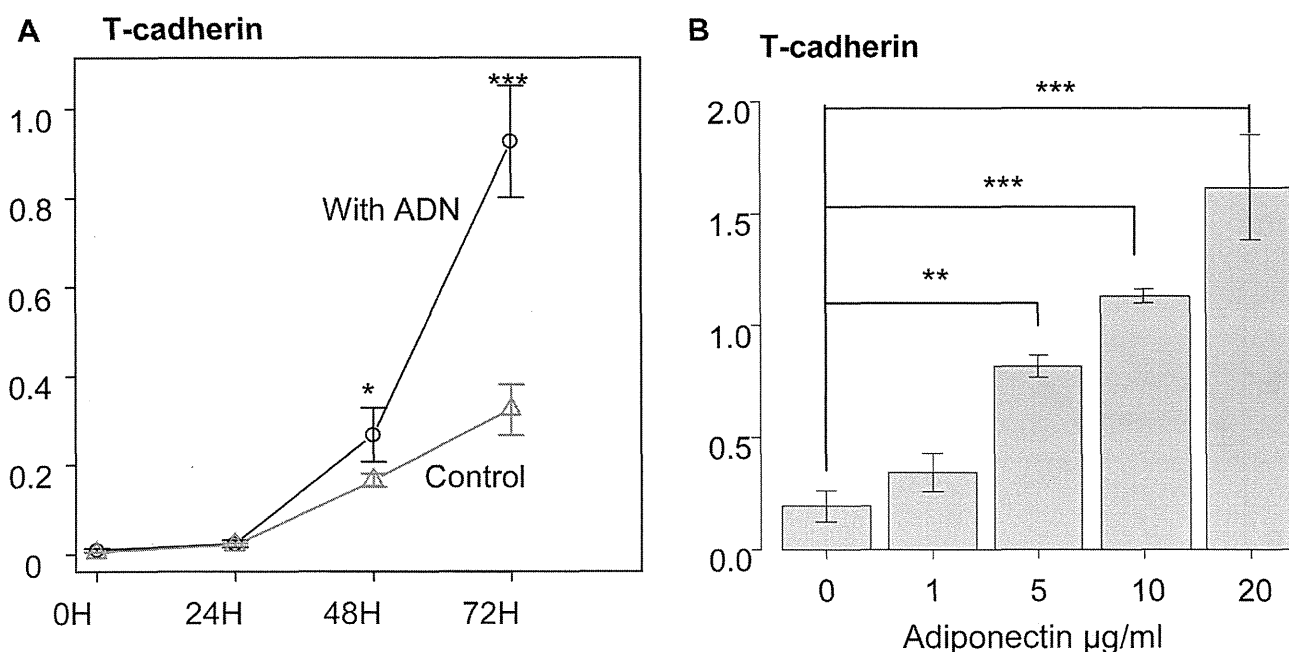 A T-cadherin
1.0
0.8
0.6
0.4
0.2
0
0H 24H 48H 72H
With ADN
Control
*
***
B T-cadherin
2.0
1.5
1.0
0.5
2.0
0 1 5 10 20
Adiponectin µg/ml
***
***
**